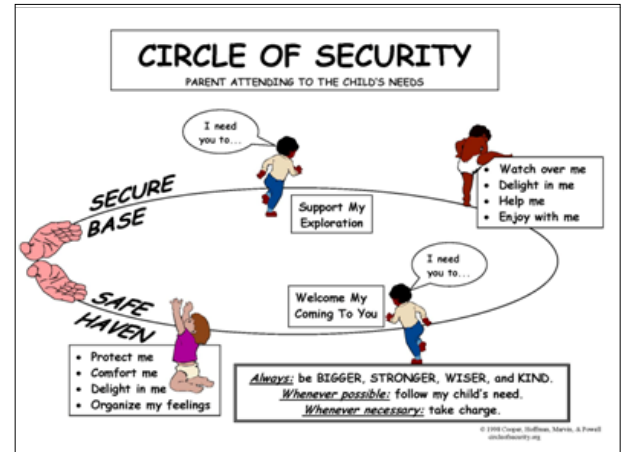 CIRCLE OF SECURITY
PARENT ATTENDING TO THE CHILD'S NEEDS
I need
you to...
• Watch over me
• Delight in me
• Help me
• Enjoy with me
SECURE
BASE
Support My
Exploration
I need
you to...
Welcome My
Coming To You
SAFE
HAVEN
• Protect me
• Comfort me
• Delight in me
• Organize my feelings
Always: be BIGGER, STRONGER, WISER, and KIND.
Whenever possible: follow my child's need.
Whenever necessary: take charge.
© 1998 Cooper, Hoffman, Marvin, & Powell
circleofsecurity.org